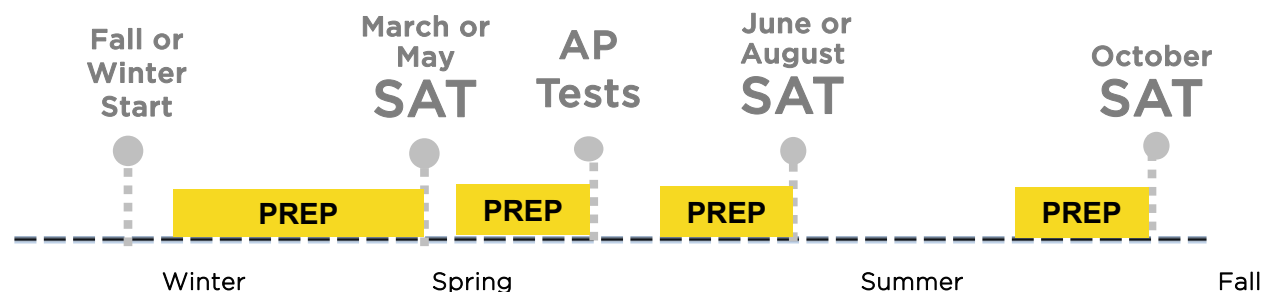 Fall or
Winter
Start
March or
May
SAT
AP
Tests
June or
August
SAT
October
SAT
PREP
PREP
PREP
PREP
Winter
Spring
Summer
Fall